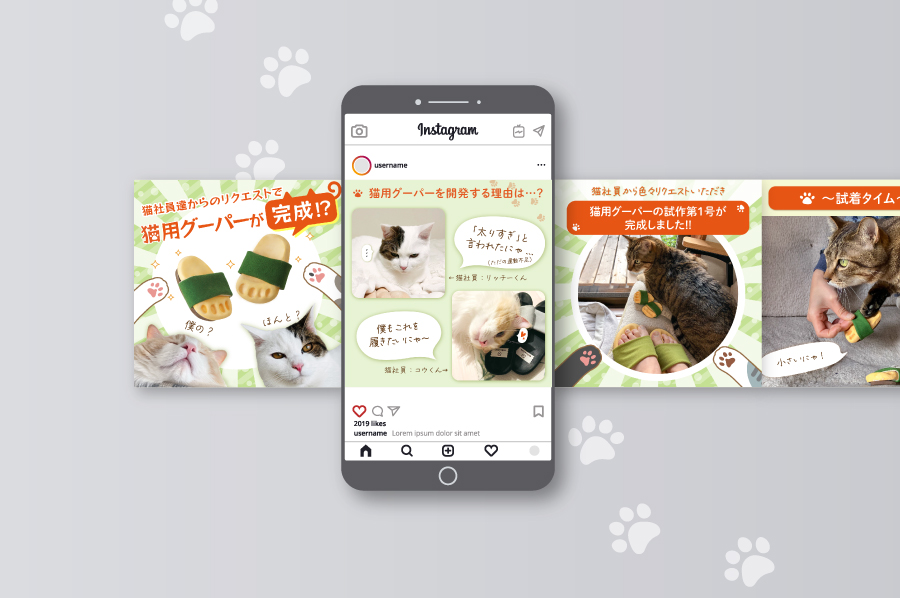 猫社員達からのリクエストで
猫用グーパーが
完成!?
僕の?
ほんと?
Instagram
username
猫用グーパーを開発する理由は…?
「太りすぎ」と
言われたにゃ…
(ただの運動不足)
←猫社員:リッチーくん
僕もこれを
履きたいにゃ〜
猫社員:コウくん→
2019 likes
username Lorem ipsum dolor sit amet
猫社員から色々リクエストいただき
猫用グーパーの試作第1号が
完成しました!!
〜試着タイム〜
小さいにゃ!